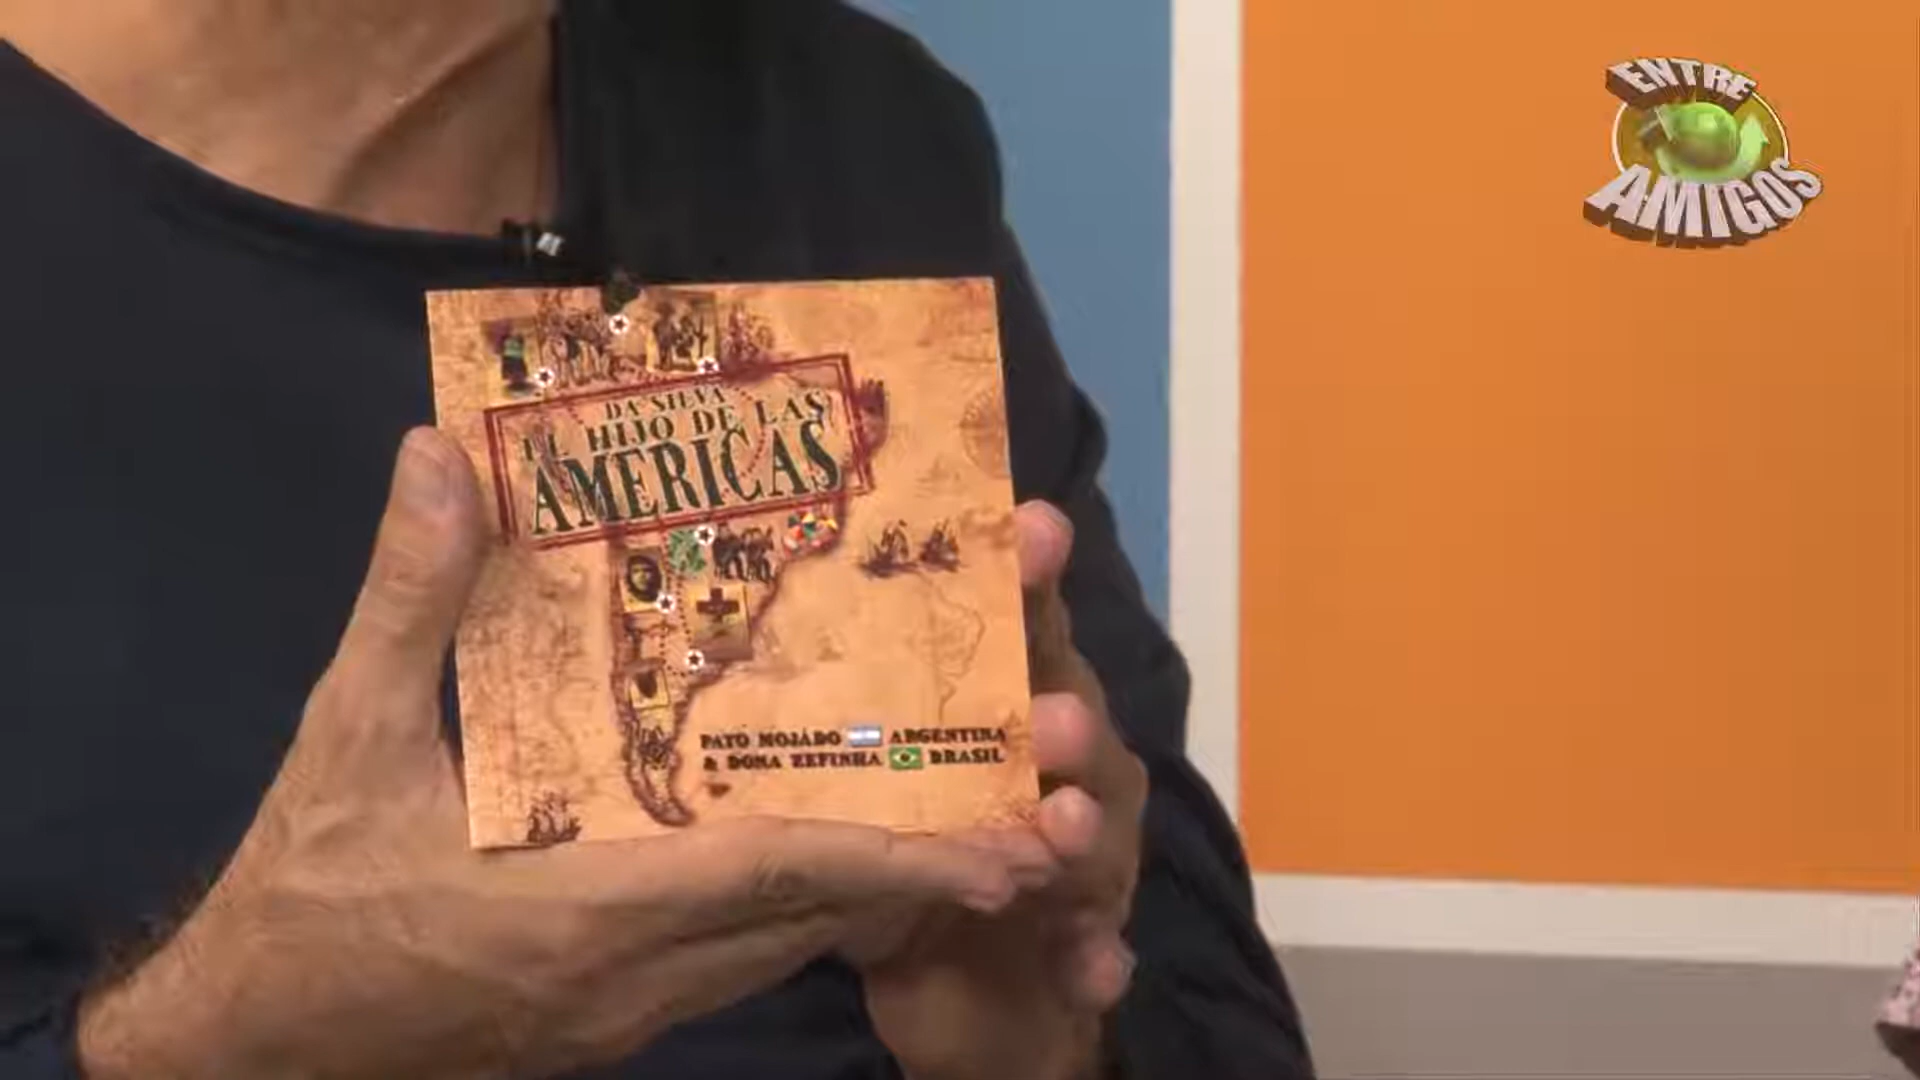 ENTRE
AMIGOS
DA SILVA
EL HIJO DE LAS
AMERICAS
PATO MOJADO ARGENTINA
& DONA ZEFINHA BRASIL